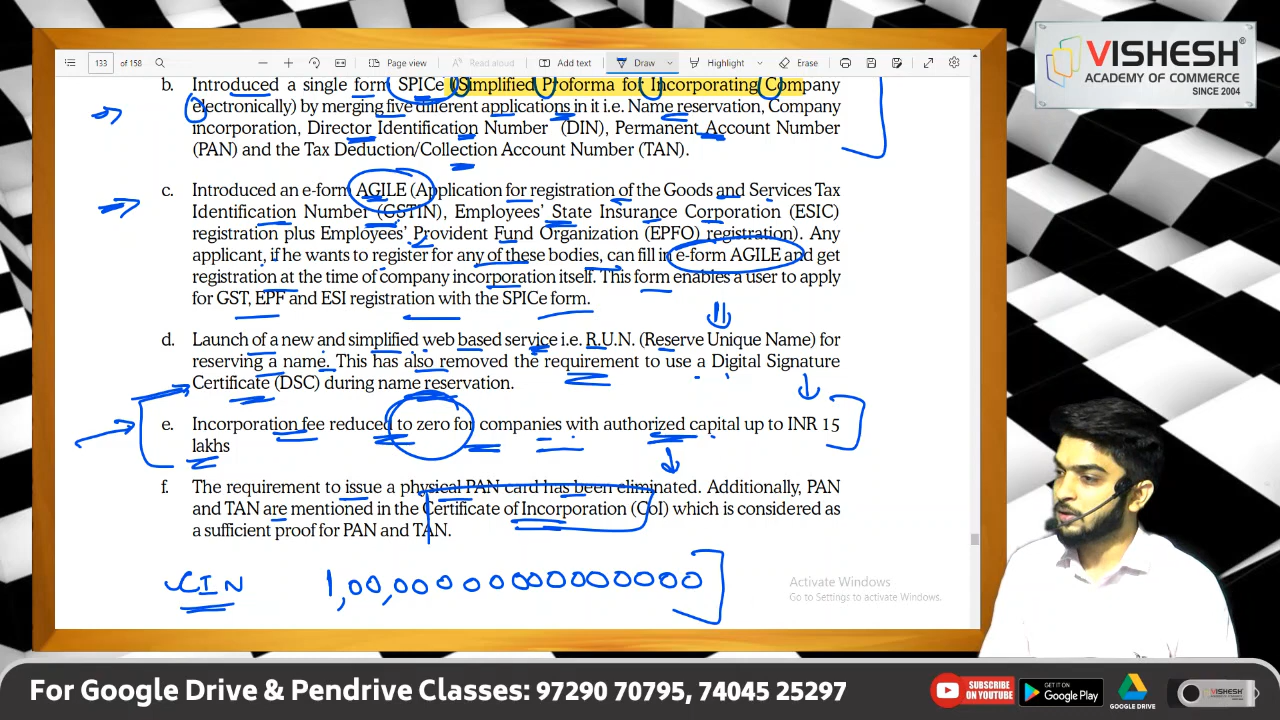 VISHESH
ACADEMY OF COMMERCE
SINCE 2004
133 of 158
Page view
Read aloud
Add text
Draw
Highlight
Erase
b. Introduced a single form SPICe (Simplified Proforma for Incorporating Company
electronically) by merging five different applications in it i.e. Name reservation, Company
incorporation, Director Identification Number (DIN), Permanent Account Number
(PAN) and the Tax Deduction/Collection Account Number (TAN).
c. Introduced an e-form AGILE (Application for registration of the Goods and Services Tax
Identification Number (GSTIN), Employees' State Insurance Corporation (ESIC)
registration plus Employees' Provident Fund Organization (EPFO) registration). Any
applicant, if he wants to register for any of these bodies, can fill in e-form AGILE and get
registration at the time of company incorporation itself. This form enables a user to apply
for GST, EPF and ESI registration with the SPICe form.
d. Launch of a new and simplified web based service i.e. R.U.N. (Reserve Unique Name) for
reserving a name. This has also removed the requirement to use a Digital Signature
Certificate (DSC) during name reservation.
e. Incorporation fee reduced to zero for companies with authorized capital up to INR 15
lakhs
f. The requirement to issue a physical PAN card has been eliminated. Additionally, PAN
and TAN are mentioned in the Certificate of Incorporation (CoI) which is considered as
a sufficient proof for PAN and TAN.
CIN 1,00,00000000000000
Activate Windows
Go to Settings to activate Windows.
For Google Drive & Pendrive Classes: 97290 70795, 74045 25297
SUBSCRIBE
ON YOUTUBE
GET IT ON
Google Play
GOOGLE DRIVE
VISHESH